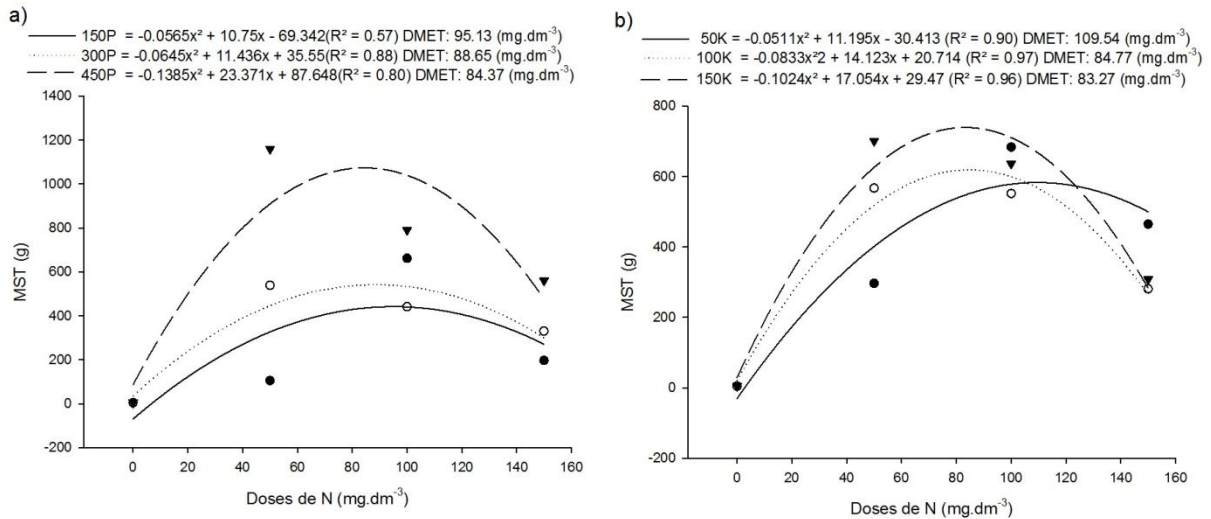 a)
150P = -0.0565x² + 10.75x - 69.342(R² = 0.57) DMET: 95.13 (mg.dm⁻³)
300P = -0.0645x² + 11.436x + 35.55(R² = 0.88) DMET: 88.65 (mg.dm⁻³)
450P = -0.1385x² + 23.371x + 87.648(R² = 0.80) DMET: 84.37 (mg.dm⁻³)
1400
1200
1000
800
600
400
200
0
-200
MST (g)
0 20 40 60 80 100 120 140 160
Doses de N (mg.dm⁻³)
b)
50K = -0.0511x² + 11.195x - 30.413 (R² = 0.90) DMET: 109.54 (mg.dm⁻³)
100K = -0.0833x²2 + 14.123x + 20.714 (R² = 0.97) DMET: 84.77 (mg.dm⁻³)
150K = -0.1024x² + 17.054x + 29.47 (R² = 0.96) DMET: 83.27 (mg.dm⁻³)
800
600
400
200
0
-200
MST (g)
0 20 40 60 80 100 120 140 160
Doses de N (mg.dm⁻³)